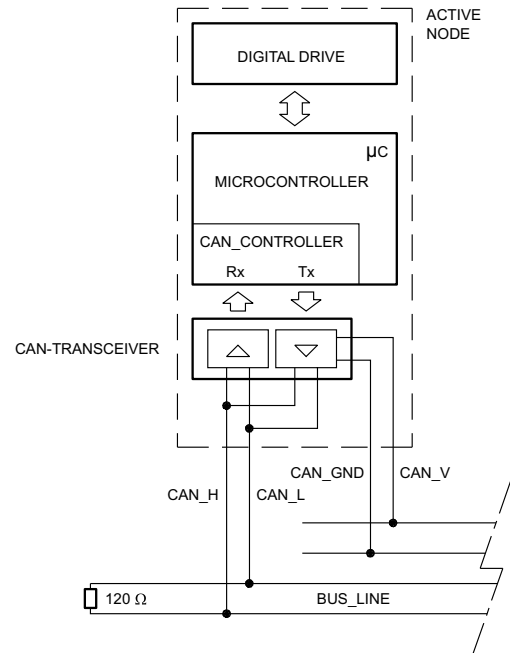 ACTIVE
NODE
DIGITAL DRIVE
µC
MICROCONTROLLER
CAN_CONTROLLER
Rx Tx
CAN-TRANSCEIVER
CAN_GND CAN_V
CAN_H CAN_L
120 Ω BUS_LINE